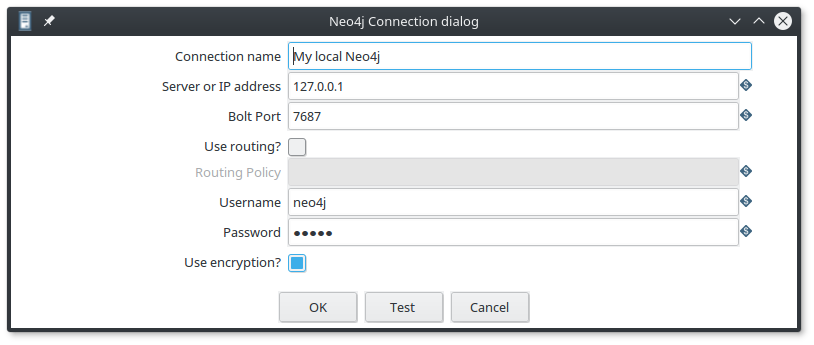 Neo4j Connection dialog
Connection name My local Neo4j
Server or IP address 127.0.0.1
Bolt Port 7687
Use routing?
Routing Policy
Username neo4j
Password ●●●●●
Use encryption?
OK Test Cancel